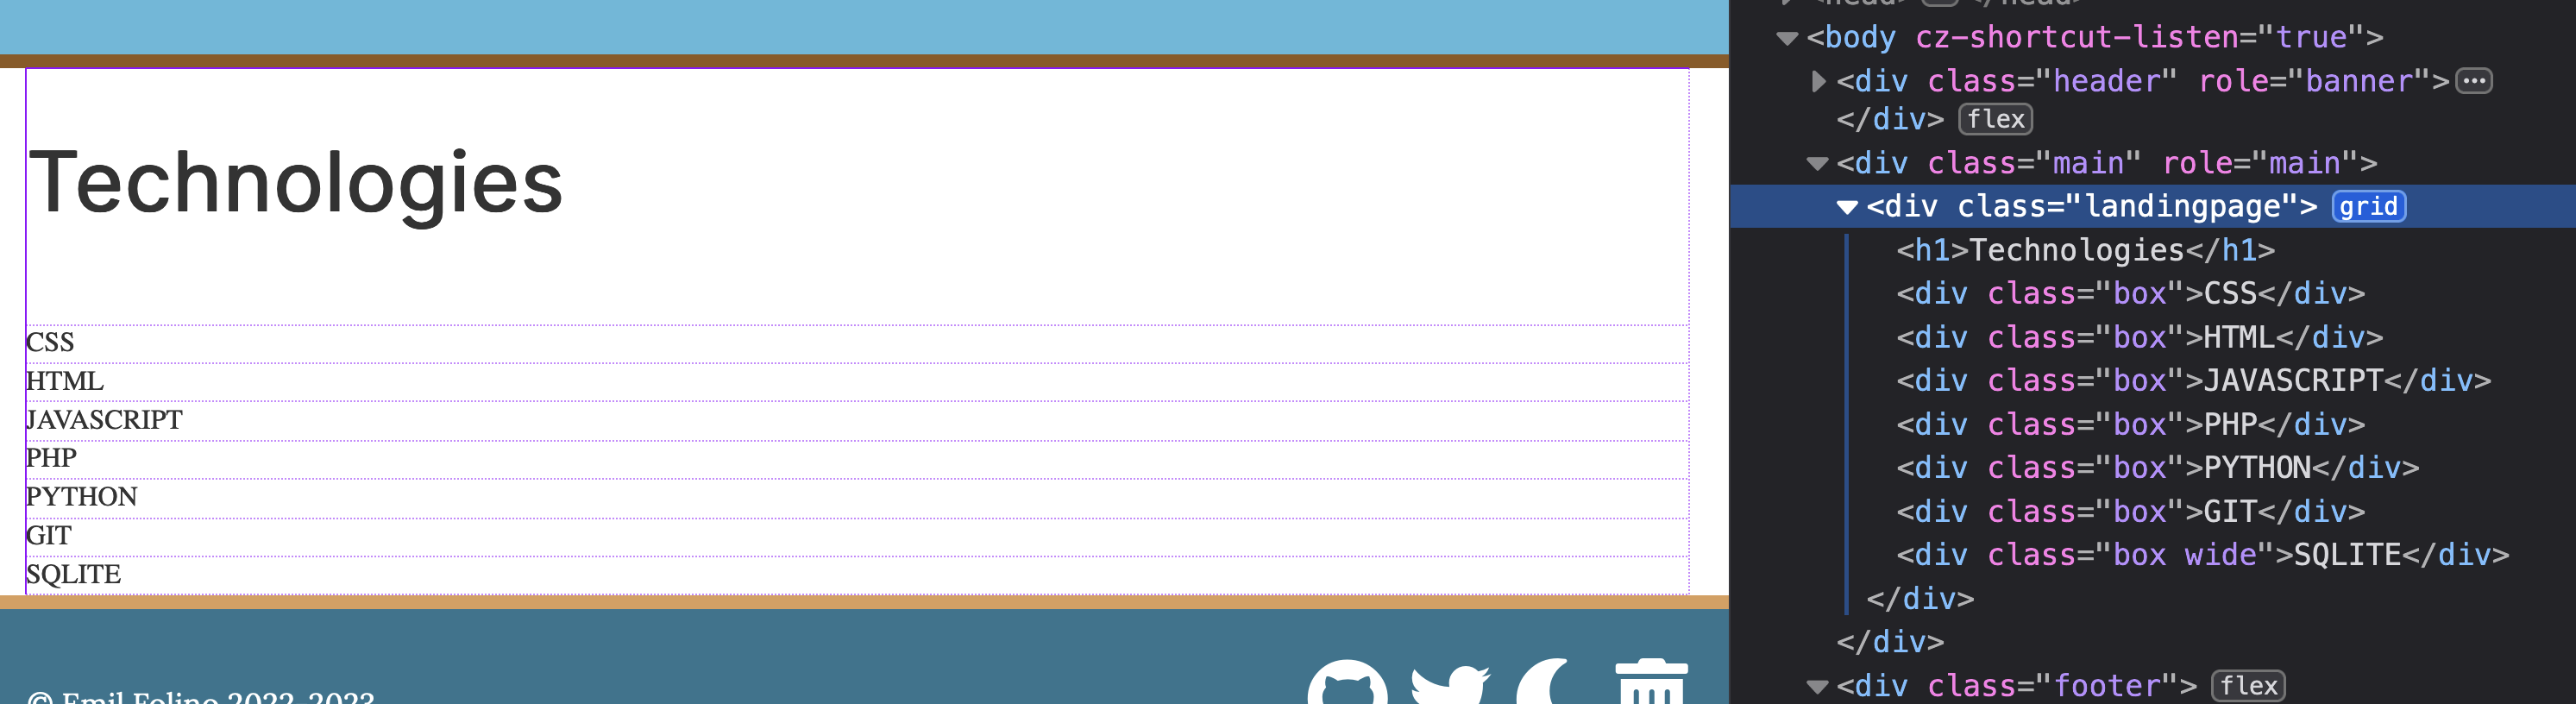 Technologies
CSS
HTML
JAVASCRIPT
PHP
PYTHON
GIT
SQLITE
© Emil Folino 2022-2023
<head> </head>
<body cz-shortcut-listen="true">
<div class="header" role="banner">
</div> flex
<div class="main" role="main">
<div class="landingpage"> grid
<h1>Technologies</h1>
<div class="box">CSS</div>
<div class="box">HTML</div>
<div class="box">JAVASCRIPT</div>
<div class="box">PHP</div>
<div class="box">PYTHON</div>
<div class="box">GIT</div>
<div class="box wide">SQLITE</div>
</div>
</div>
<div class="footer"> flex